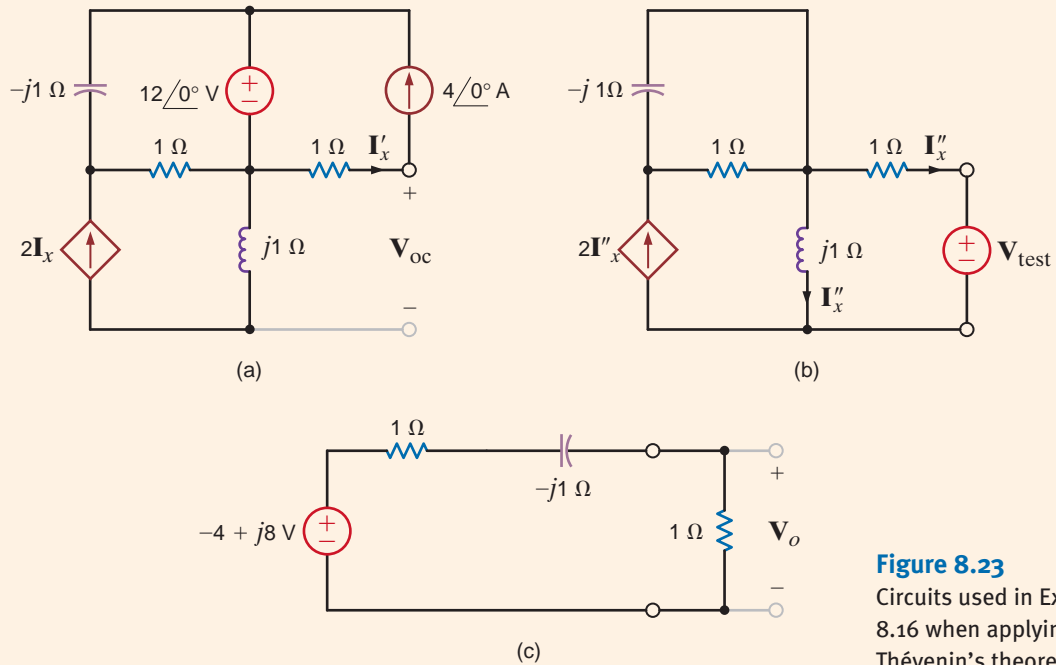 −j1 Ω
12/0° V
+
−
4/0° A
1 Ω
1 Ω
I′x
+
2Ix
j1 Ω
Voc
−
(a)
−j 1Ω
1 Ω
1 Ω
I″x
2I″x
j1 Ω
I″x
+
−
Vtest
(b)
1 Ω
−j1 Ω
−4 + j8 V
+
−
1 Ω
+
Vo
−
(c)
Figure 8.23
Circuits used in Ex
8.16 when applyin
Thévenin's theore